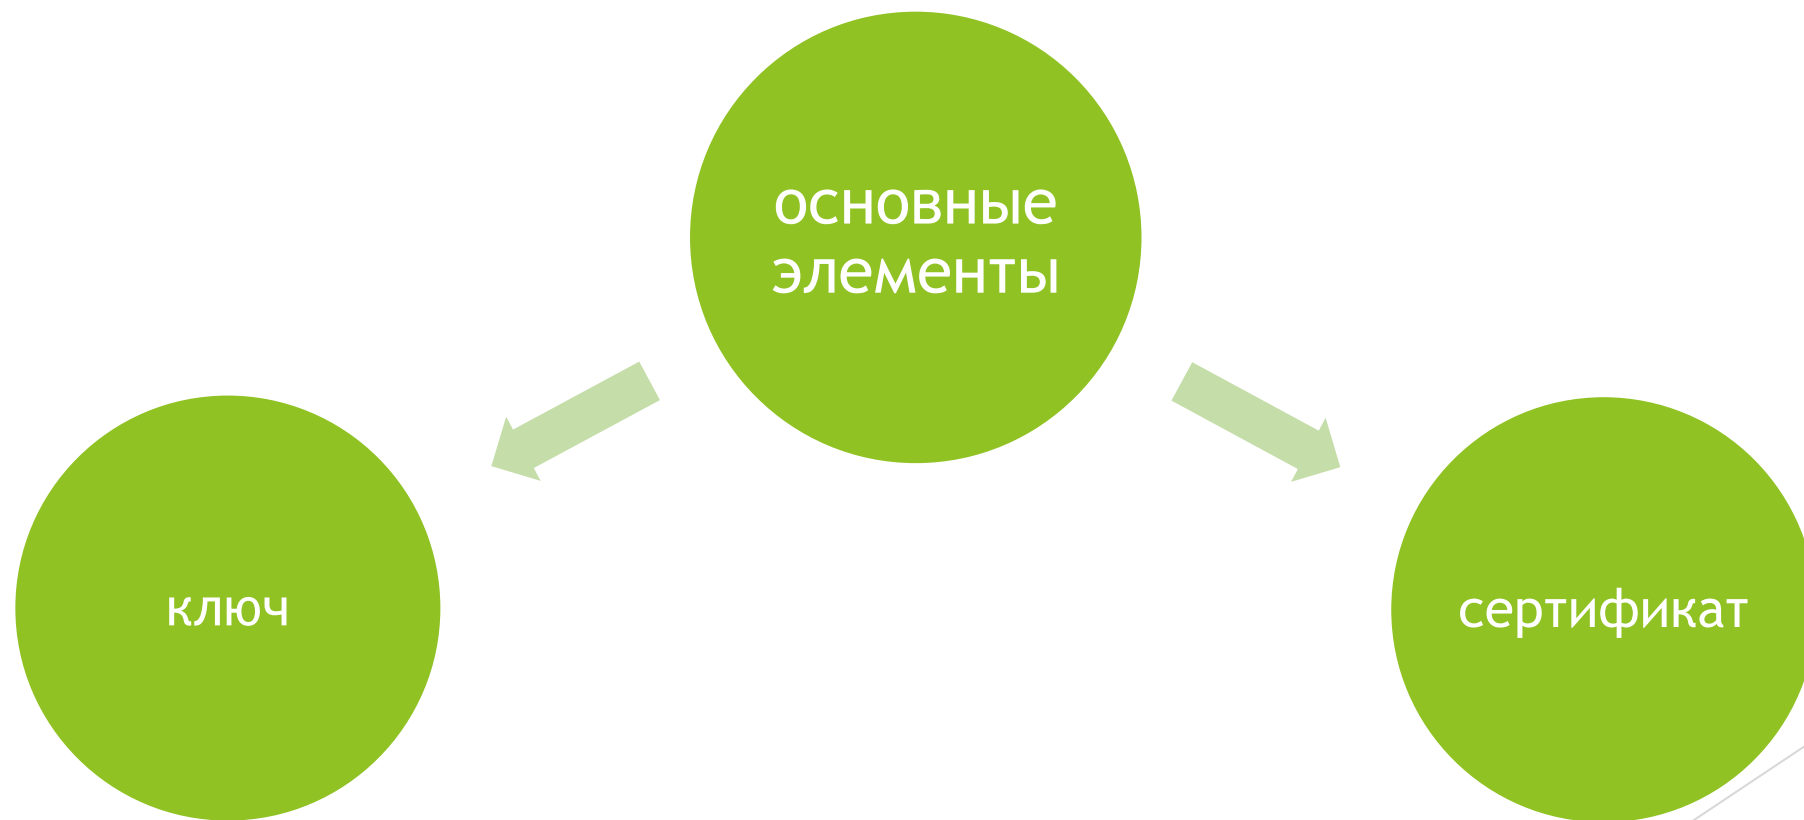 основные
элементы
ключ
сертификат